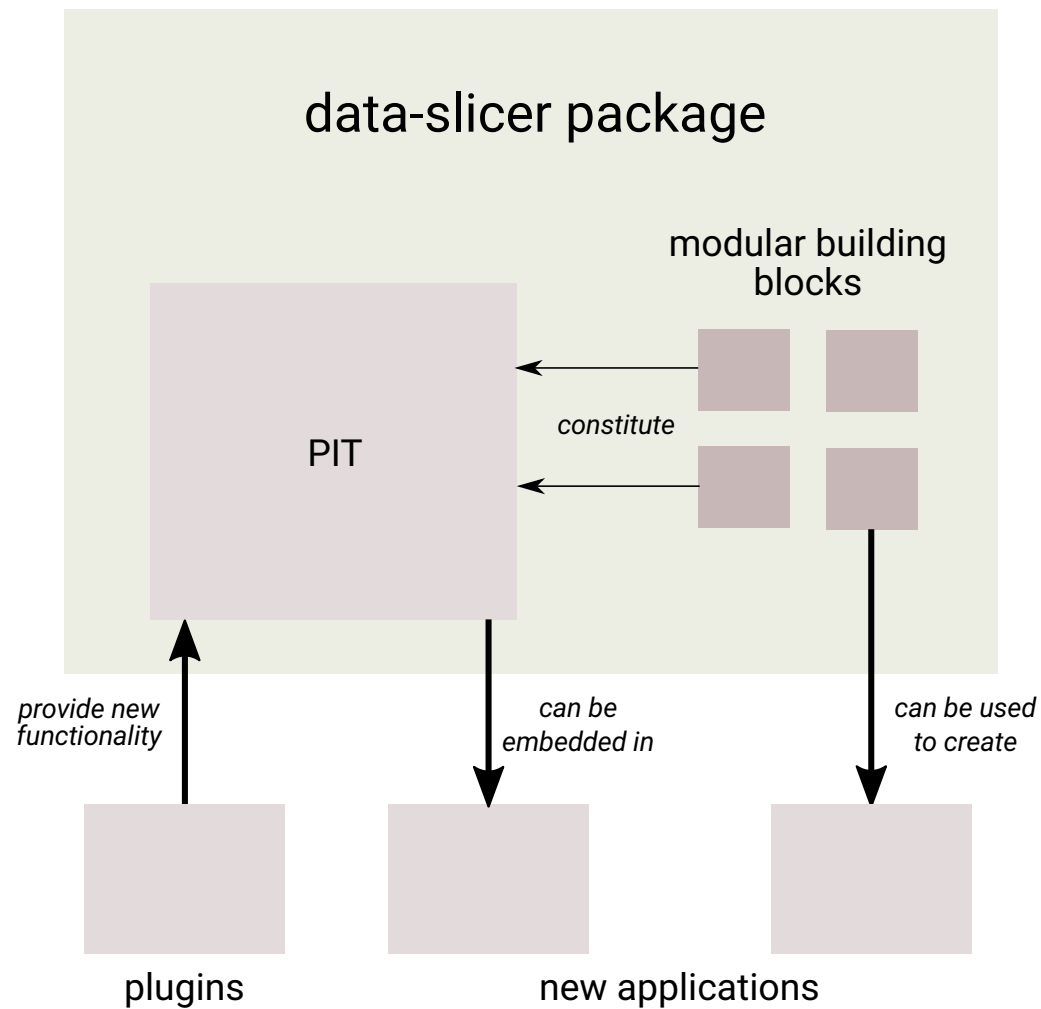 data-slicer package
modular building
blocks
constitute
PIT
provide new
functionality
can be
embedded in
can be used
to create
plugins
new applications